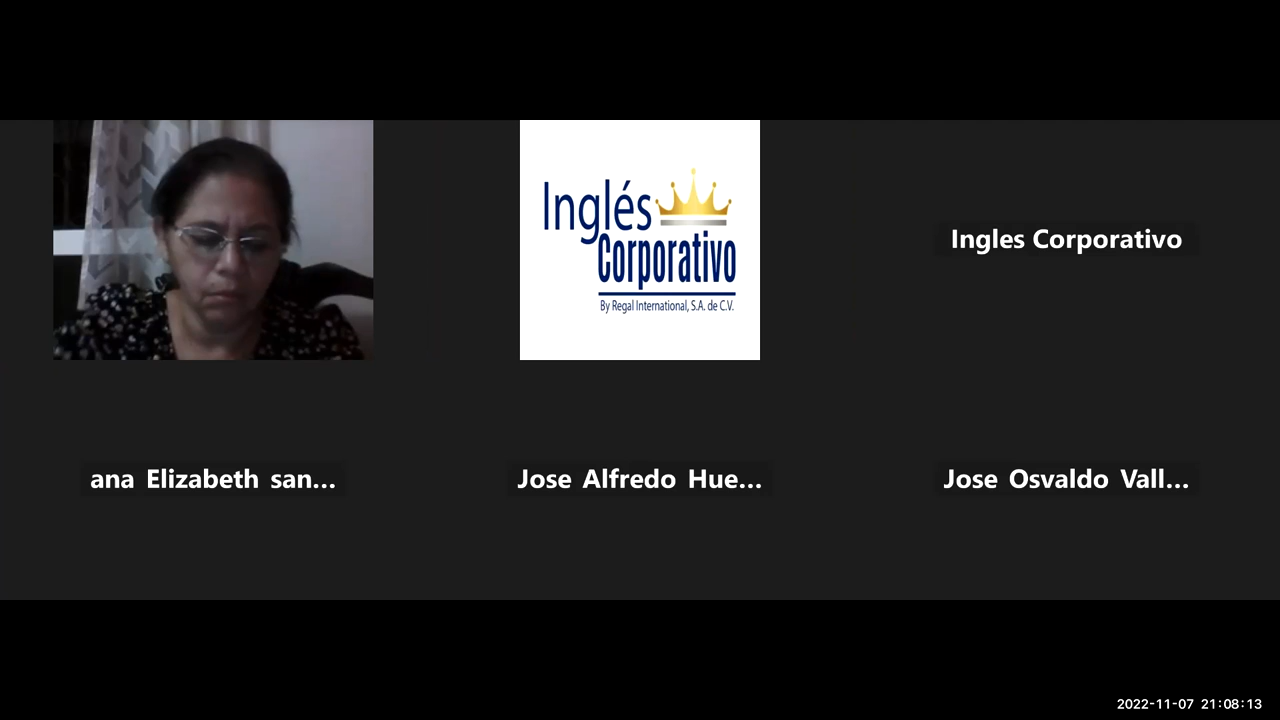 Inglés
Corporativo
By Regal International, S.A. de C.V.
Ingles Corporativo
ana Elizabeth san...
Jose Alfredo Hue...
Jose Osvaldo Vall...
2022-11-07 21:08:13